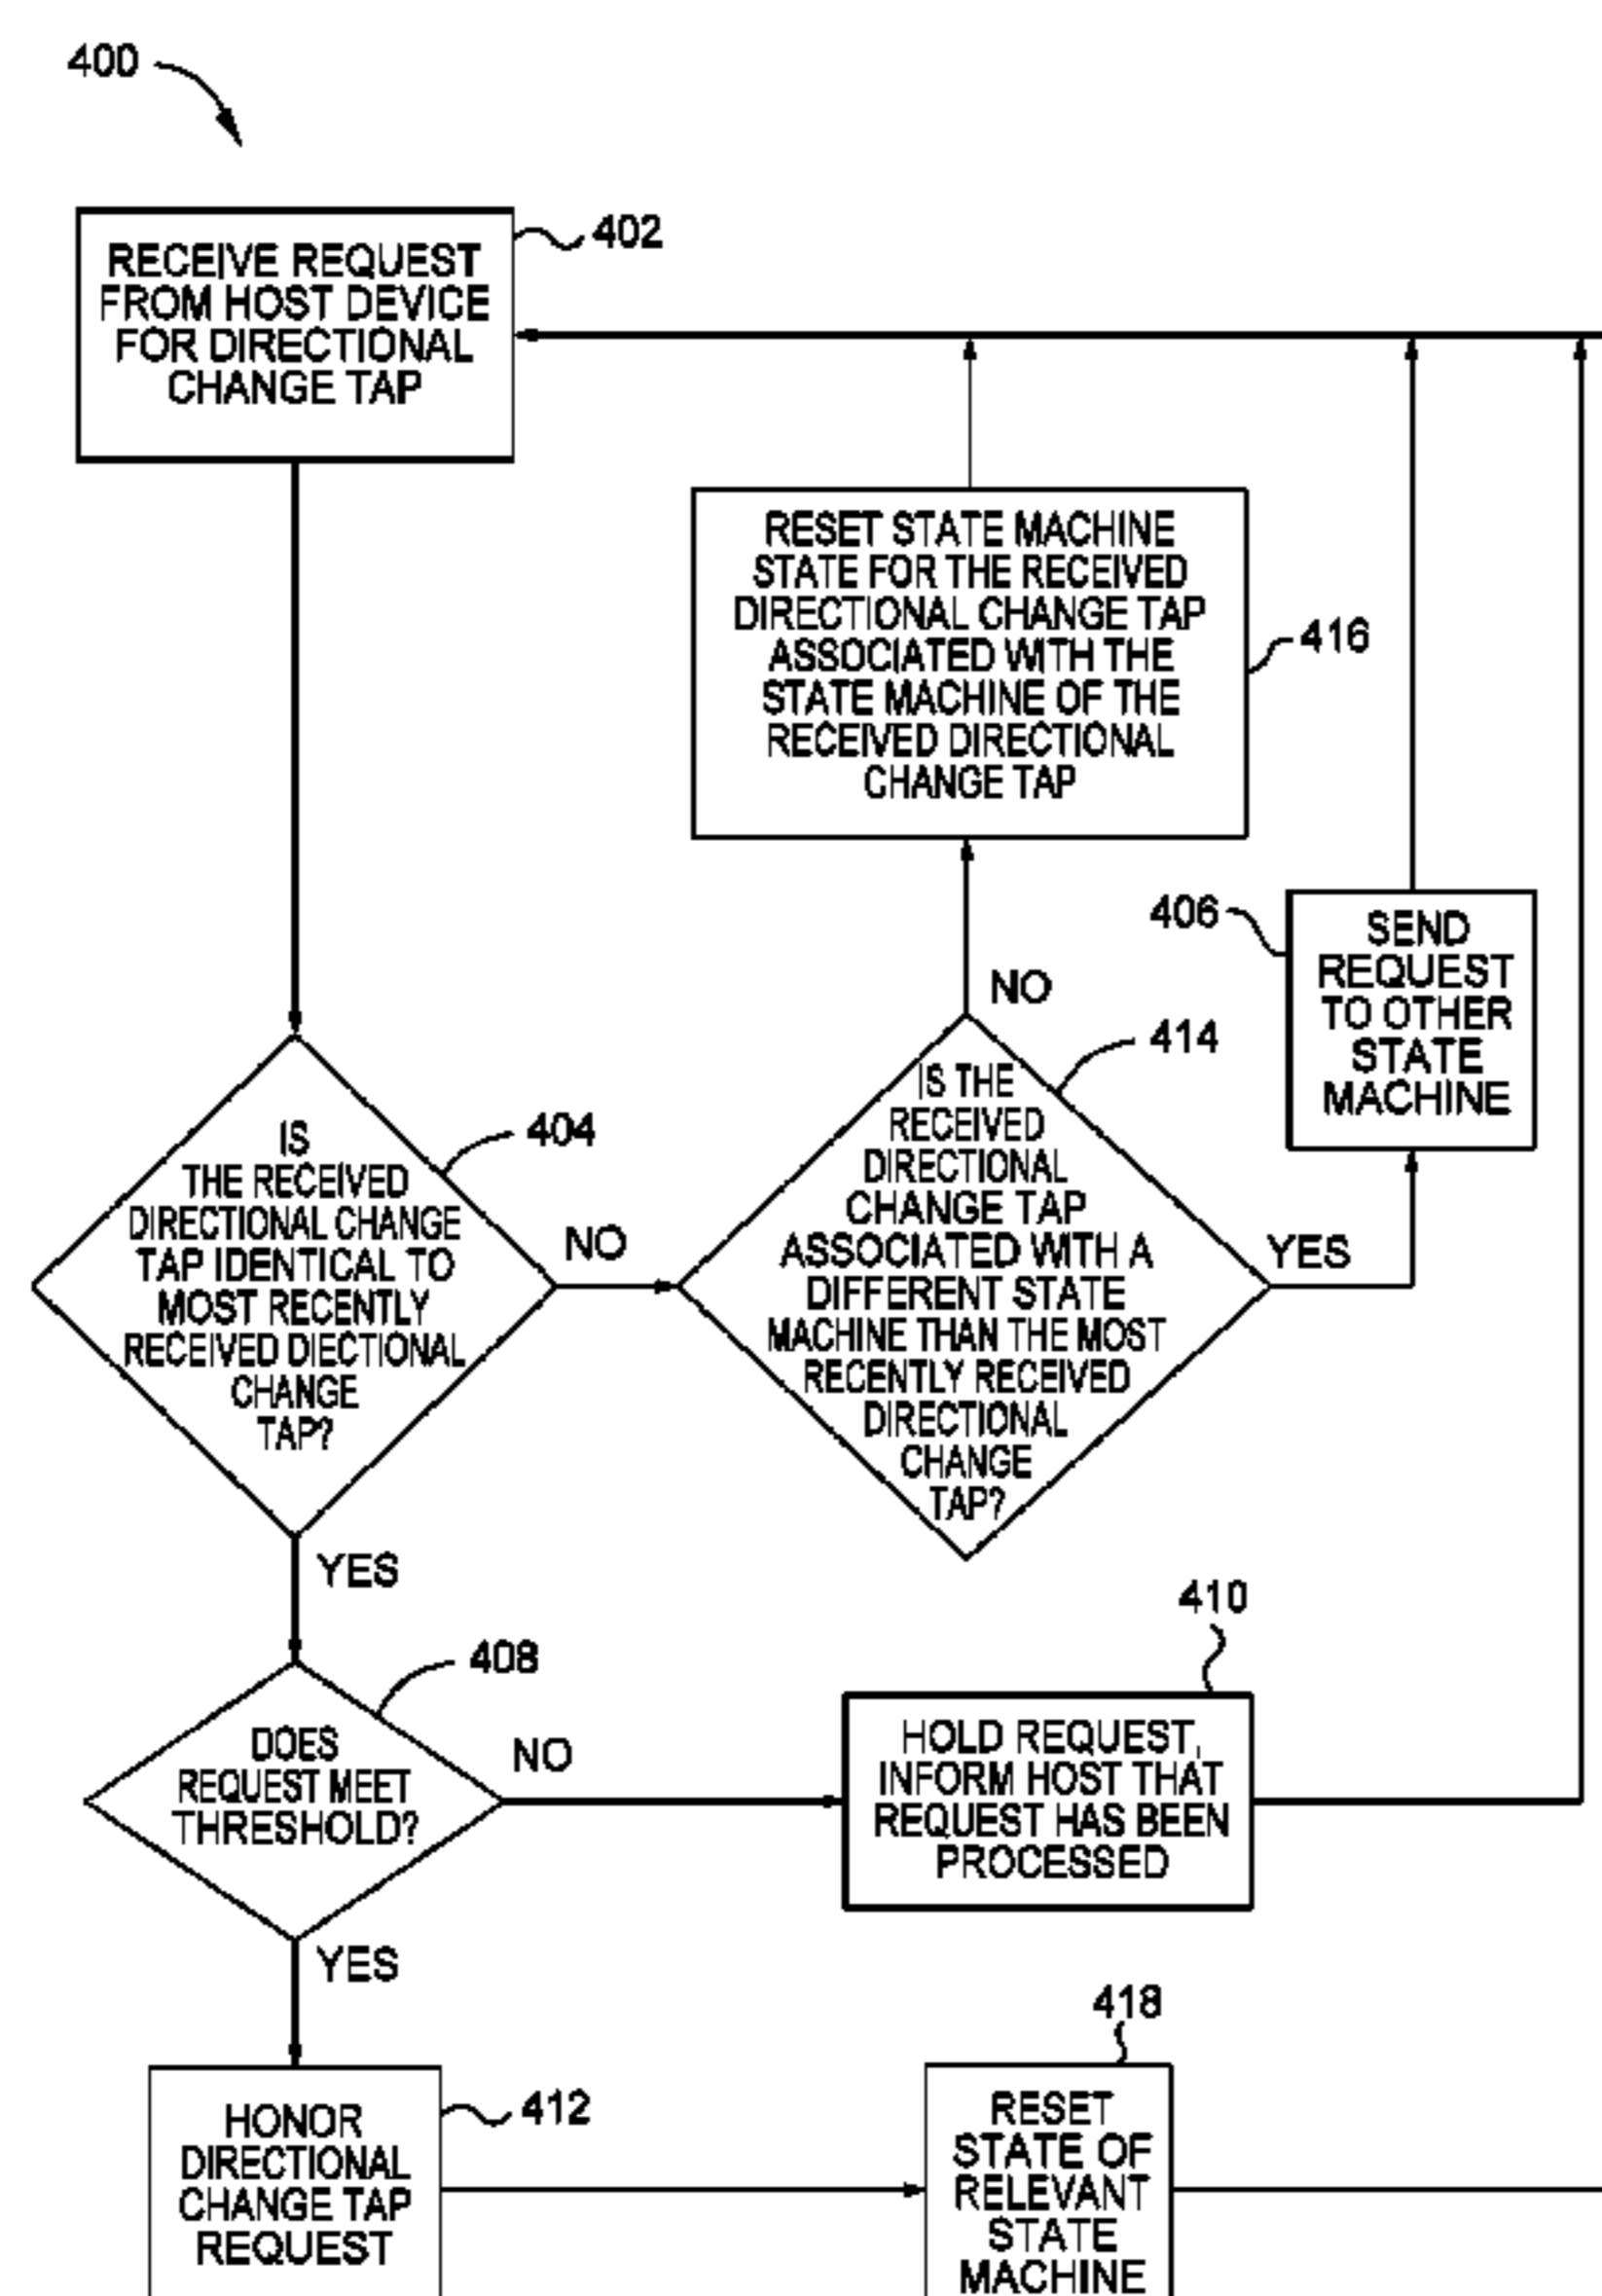 400
402
RECEIVE REQUEST
FROM HOST DEVICE
FOR DIRECTIONAL
CHANGE TAP
RESET STATE MACHINE
STATE FOR THE RECEIVED
DIRECTIONAL CHANGE TAP
ASSOCIATED WITH THE
STATE MACHINE OF THE
RECEIVED DIRECTIONAL
CHANGE TAP
416
406
SEND
REQUEST
TO OTHER
STATE
MACHINE
NO
414
IS THE
RECEIVED
DIRECTIONAL
CHANGE TAP
ASSOCIATED WITH A
DIFFERENT STATE
MACHINE THAN THE MOST
RECENTLY RECEIVED
DIRECTIONAL
CHANGE
TAP?
YES
404
IS
THE RECEIVED
DIRECTIONAL CHANGE
TAP IDENTICAL TO
MOST RECENTLY
RECEIVED DIECTIONAL
CHANGE
TAP?
NO
YES
408
DOES
REQUEST MEET
THRESHOLD?
NO
410
HOLD REQUEST,
INFORM HOST THAT
REQUEST HAS BEEN
PROCESSED
YES
412
HONOR
DIRECTIONAL
CHANGE TAP
REQUEST
418
RESET
STATE OF
RELEVANT
STATE
MACHINE